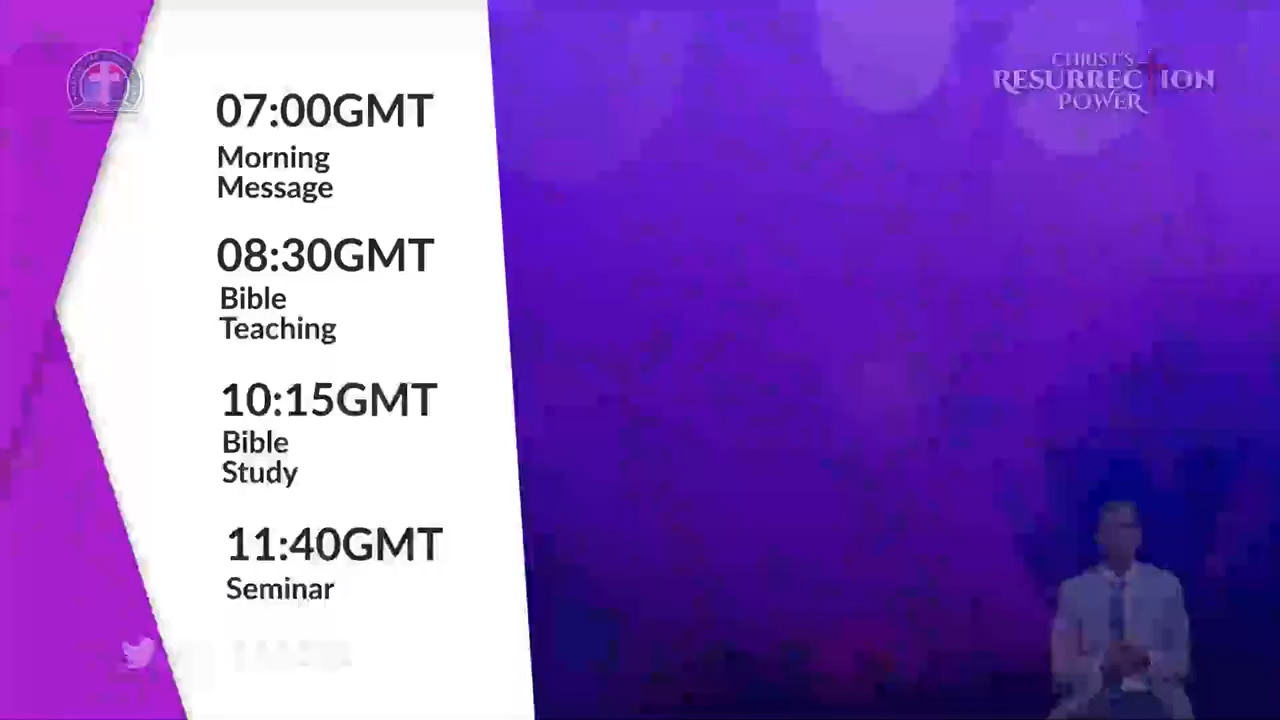 07:00GMT
Morning
Message
08:30GMT
Bible
Teaching
10:15GMT
Bible
Study
11:40GMT
Seminar
CHRIST'S
RESURRECTION
POWER